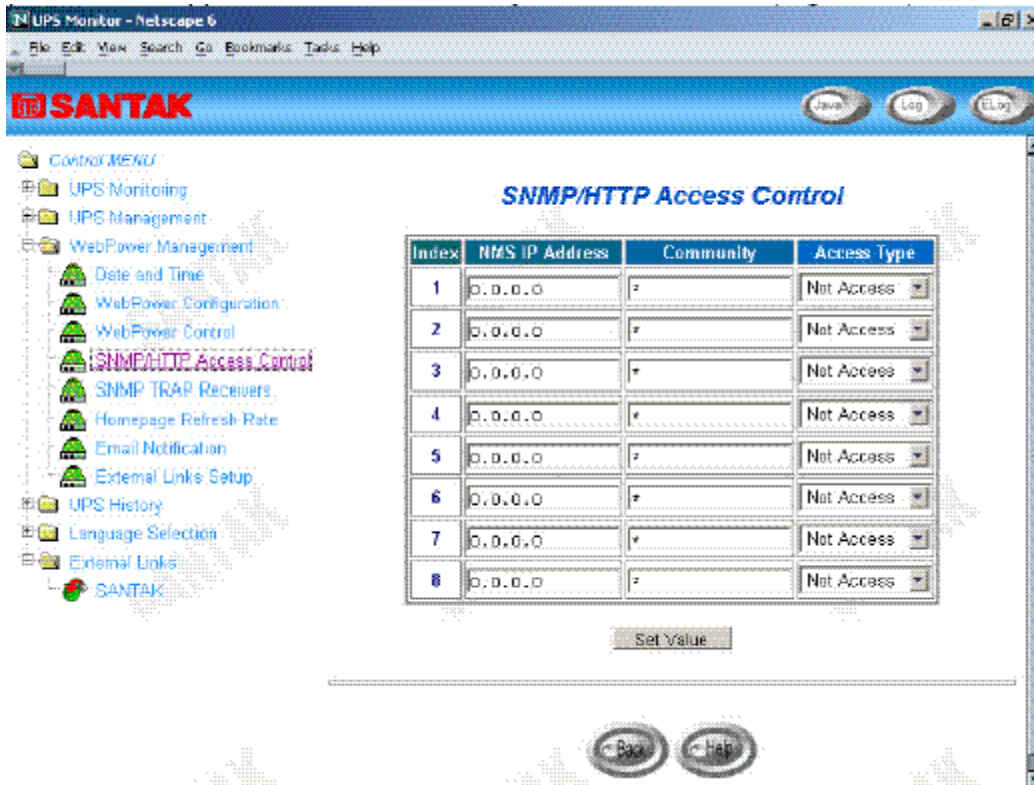 UPS Monitor - Netscape 6
File Edit View Search Go Bookmarks Tasks Help
SANTAK
Java Log ELog
Control MENU
UPS Monitoring
UPS Management
WebPower Management
Date and Time
WebPower Configuration
WebPower Control
SNMP/HTTP Access Control
SNMP TRAP Receivers
Homepage Refresh Rate
Email Notification
External Links Setup
UPS History
Language Selection
External Links
SANTAK
SNMP/HTTP Access Control
Index NMS IP Address Community Access Type
1 0.0.0.0 * Not Access
2 0.0.0.0 * Not Access
3 0.0.0.0 * Not Access
4 0.0.0.0 * Not Access
5 0.0.0.0 * Not Access
6 0.0.0.0 * Not Access
7 0.0.0.0 * Not Access
8 0.0.0.0 * Not Access
Set Value
Back Help